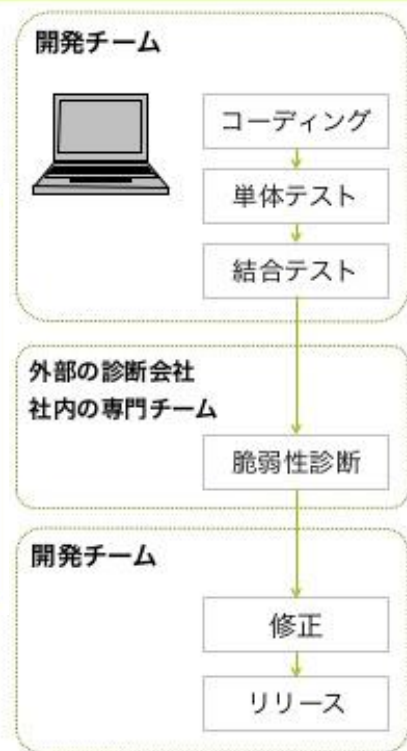 開発チーム
コーディング
単体テスト
結合テスト
外部の診断会社
社内の専門チーム
脆弱性診断
開発チーム
修正
リリース